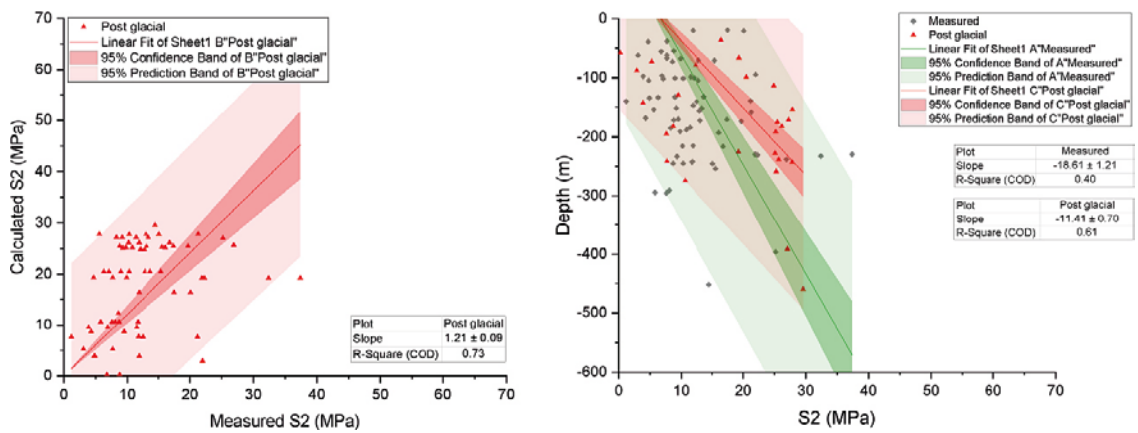 Post glacial
Linear Fit of Sheet1 B"Post glacial"
95% Confidence Band of B"Post glacial"
95% Prediction Band of B"Post glacial"
70
60
50
40
30
20
10
0
Calculated S2 (MPa)
0 10 20 30 40 50 60 70
Measured S2 (MPa)
Plot Post glacial
Slope 1.21 ± 0.09
R-Square (COD) 0.73
-0
-100
-200
-300
-400
-500
-600
Depth (m)
0 10 20 30 40 50 60 70
S2 (MPa)
Measured
Post glacial
Linear Fit of Sheet1 A"Measured"
95% Confidence Band of A"Measured"
95% Prediction Band of A"Measured"
Linear Fit of Sheet1 C"Post glacial"
95% Confidence Band of C"Post glacial"
95% Prediction Band of C"Post glacial"
Plot Measured
Slope -18.61 ± 1.21
R-Square (COD) 0.40
Plot Post glacial
Slope -11.41 ± 0.70
R-Square (COD) 0.61